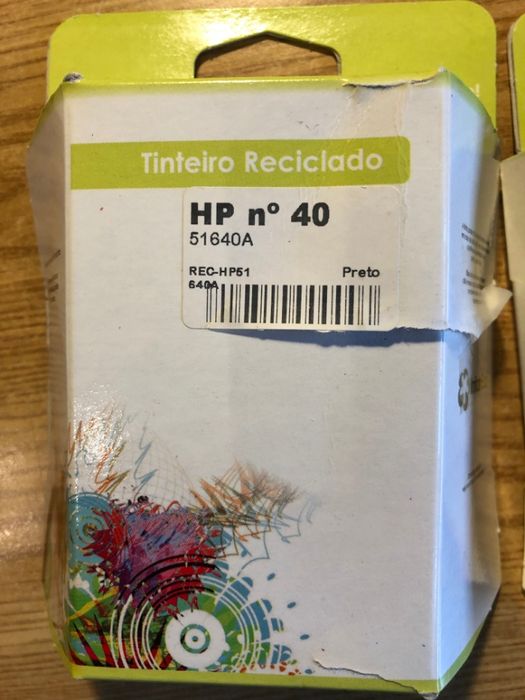 Tinteiro Reciclado
HP nº 40
51640A
REC-HP51 Preto
640A